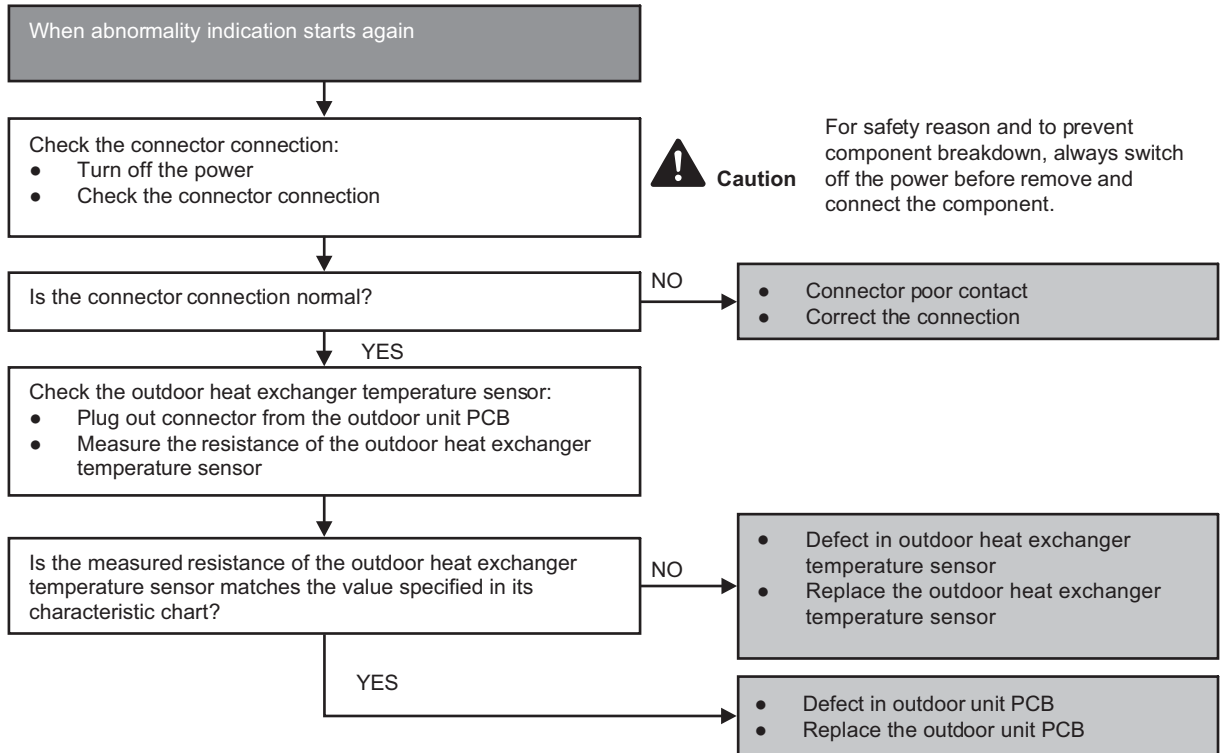 When abnormality indication starts again
Check the connector connection:
● Turn off the power
● Check the connector connection
Caution
For safety reason and to prevent
component breakdown, always switch
off the power before remove and
connect the component.
Is the connector connection normal?
NO
● Connector poor contact
● Correct the connection
YES
Check the outdoor heat exchanger temperature sensor:
● Plug out connector from the outdoor unit PCB
● Measure the resistance of the outdoor heat exchanger
temperature sensor
Is the measured resistance of the outdoor heat exchanger
temperature sensor matches the value specified in its
characteristic chart?
NO
● Defect in outdoor heat exchanger
temperature sensor
● Replace the outdoor heat exchanger
temperature sensor
YES
● Defect in outdoor unit PCB
● Replace the outdoor unit PCB